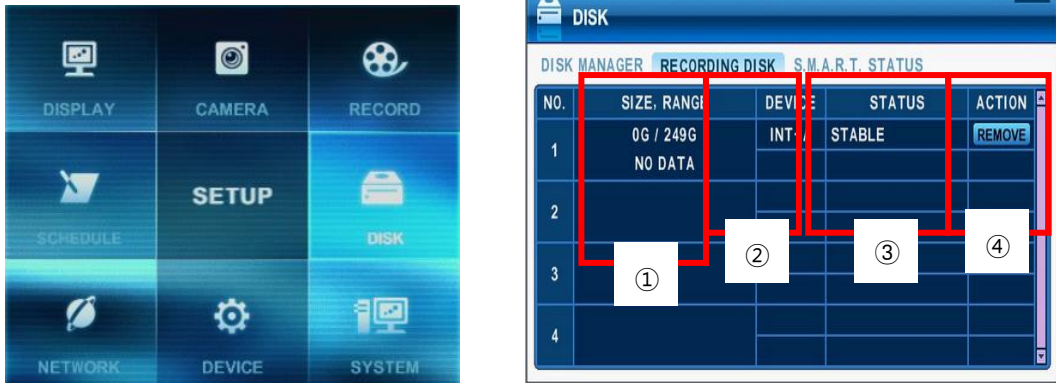 DISPLAY CAMERA RECORD
SCHEDULE SETUP DISK
NETWORK DEVICE SYSTEM
DISK
DISK MANAGER RECORDING DISK S.M.A.R.T. STATUS
NO. SIZE, RANGE DEVICE STATUS ACTION
1 0G / 249G INT-A STABLE REMOVE
NO DATA
2
3
4
① ② ③ ④